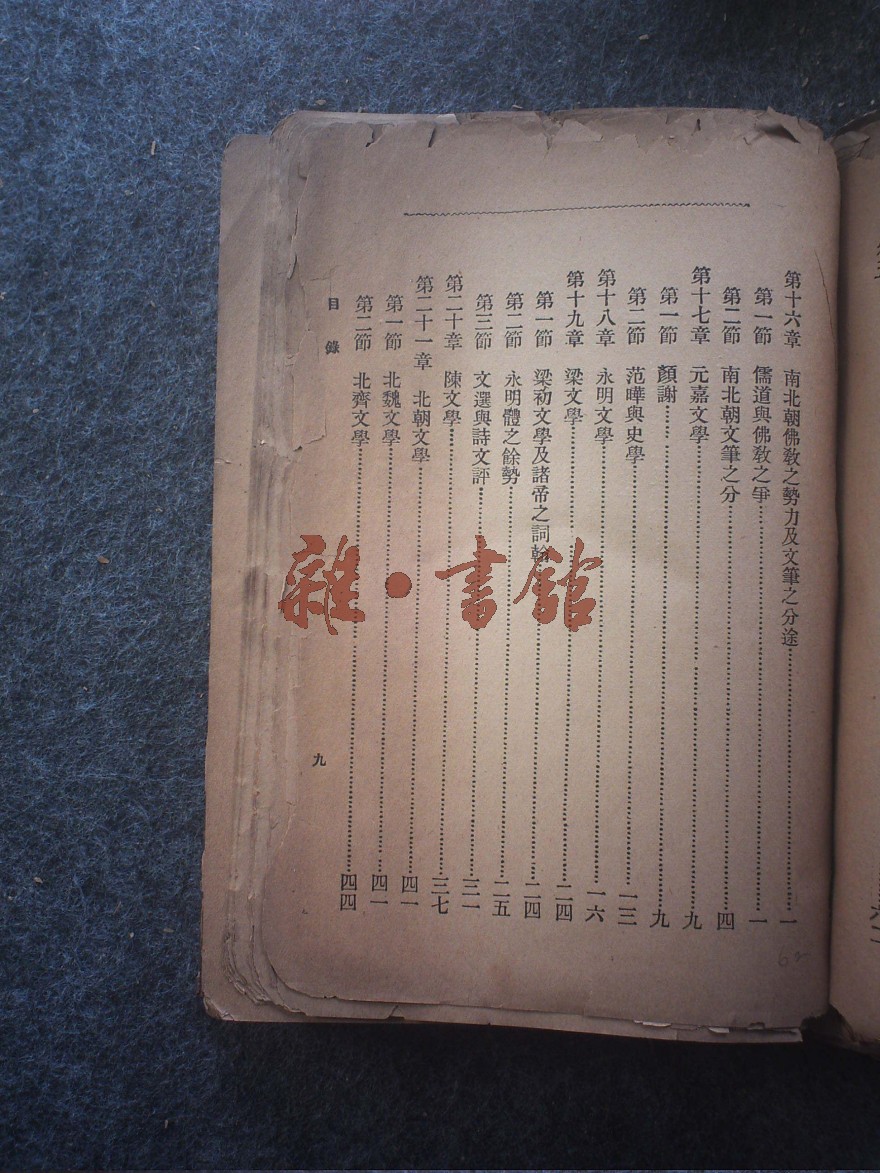 第十六章 南北朝佛敎之勢力及文筆之分途……一
第一節 儒道與佛敎之爭……一
第二節 南北朝文筆之分……四
第十七章 元嘉文學……九
第一節 顏謝……九
第二節 范曄與史學……一三
第十八章 永明文學……一六
第十九章 梁文學……二四
第一節 梁初文學及諸帝之詞翰……二四
第二節 永明體之餘勢……二五
第三節 文選與詩文評……三一
第二十章 陳文學……三七
第二十一章 北朝文學……四一
第一節 北魏文學……四一
第二節 北齊文學……四四
目錄
九
62
雜·書館